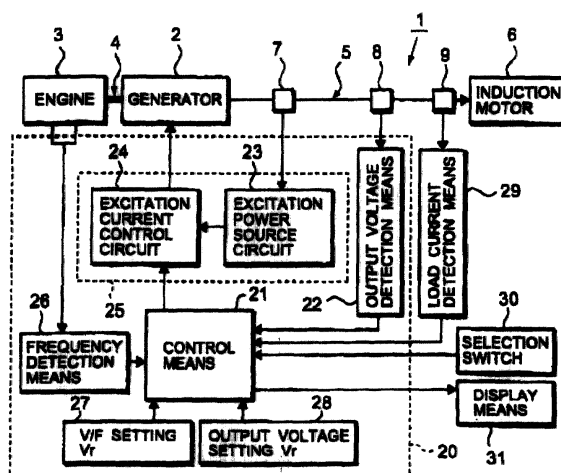 1
3
4
2
7
5
8
9
6
ENGINE
GENERATOR
INDUCTION
MOTOR
24
23
EXCITATION
CURRENT
CONTROL
CIRCUIT
EXCITATION
POWER
SOURCE
CIRCUIT
OUTPUT VOLTAGE
DETECTION MEANS
LOAD CURRENT
DETECTION MEANS
29
25
21
22
26
30
FREQUENCY
DETECTION
MEANS
CONTROL
MEANS
SELECTION
SWITCH
27
28
DISPLAY
MEANS
V/F SETTING
Vr
OUTPUT VOLTAGE
SETTING Vr
20
31